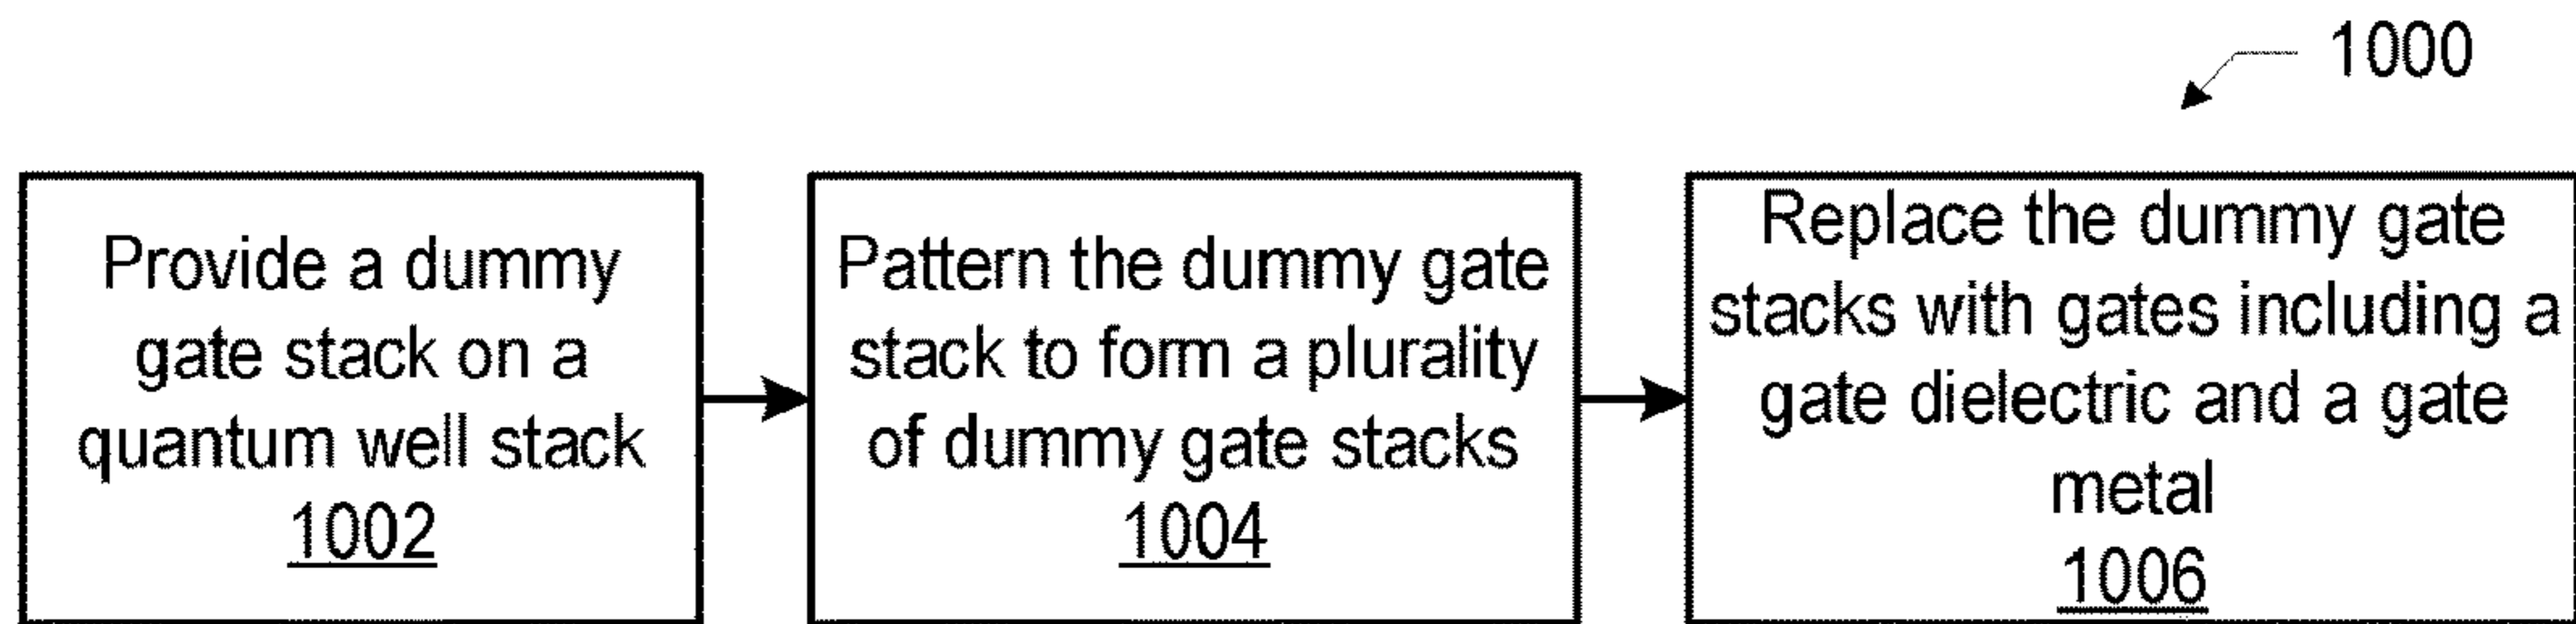 1000
Provide a dummy
gate stack on a
quantum well stack
1002
Pattern the dummy gate
stack to form a plurality
of dummy gate stacks
1004
Replace the dummy gate
stacks with gates including a
gate dielectric and a gate
metal
1006